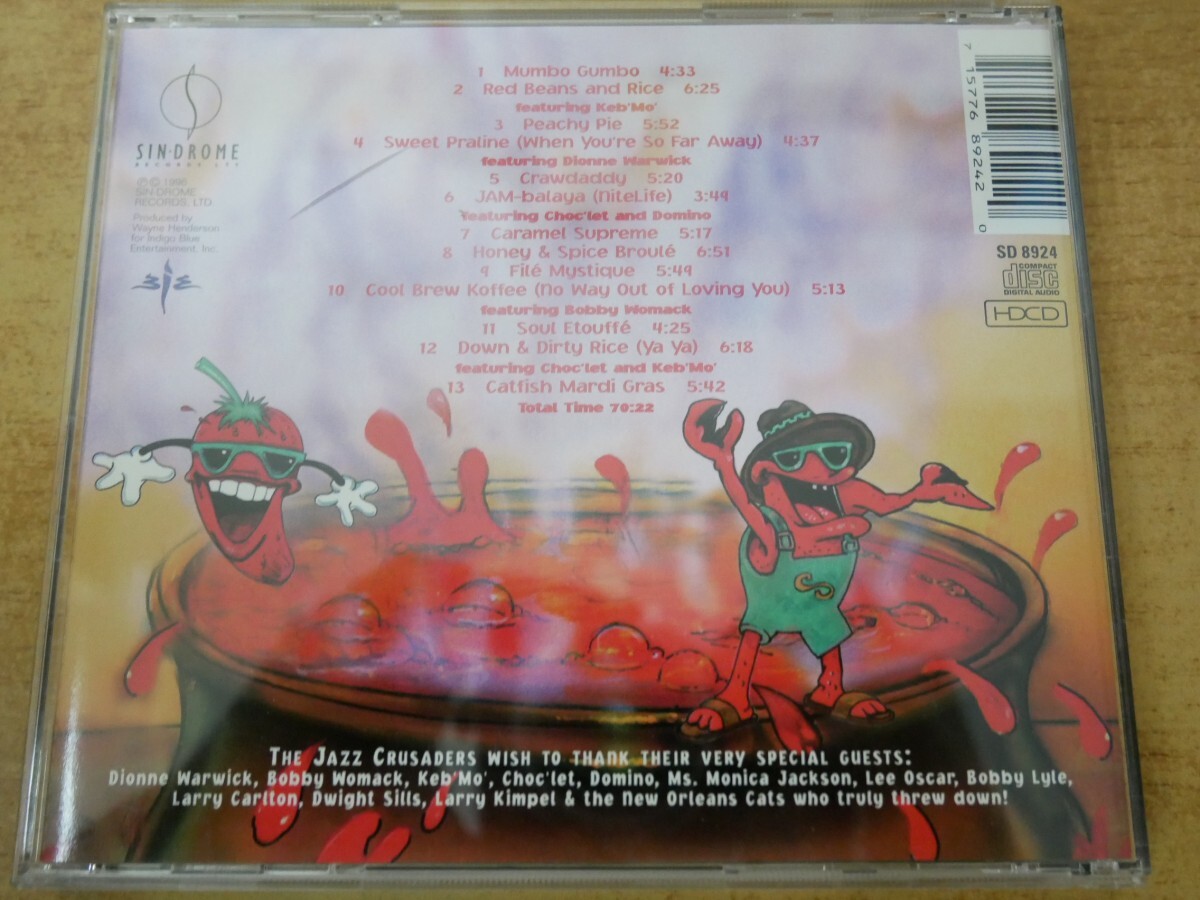 1 Mumbo Gumbo 4:33
2 Red Beans and Rice 6:25
featuring Keb'Mo'
3 Peachy Pie 5:52
4 Sweet Praline (When You're So Far Away) 4:37
featuring Dionne Warwick
5 Crawdaddy 5:20
6 JAM-balaya (NiteLife) 3:49
featuring Choc'let and Domino
7 Caramel Supreme 5:17
8 Honey & Spice Broulé 6:51
9 Filé Mystique 5:49
10 Cool Brew Koffee (No Way Out of Loving You) 5:13
featuring Bobby Womack
11 Soul Etouffé 4:25
12 Down & Dirty Rice (Ya Ya) 6:18
featuring Choc'let and Keb'Mo'
13 Catfish Mardi Gras 5:42
Total Time 70:22
SIN-DROME
RECORDS LTD
℗© 1996
SIN-DROME
RECORDS, LTD
Produced by
Wayne Henderson
for Indigo Blue
Entertainment, Inc.
7 15776 89242 0
SD 8924
COMPACT
disc
DIGITAL AUDIO
HDCD
THE JAZZ CRUSADERS WISH TO THANK THEIR VERY SPECIAL GUESTS:
Dionne Warwick, Bobby Womack, Keb'Mo', Choc'let, Domino, Ms. Monica Jackson, Lee Oscar, Bobby Lyle,
Larry Carlton, Dwight Sills, Larry Kimpel & the New Orleans Cats who truly threw down!